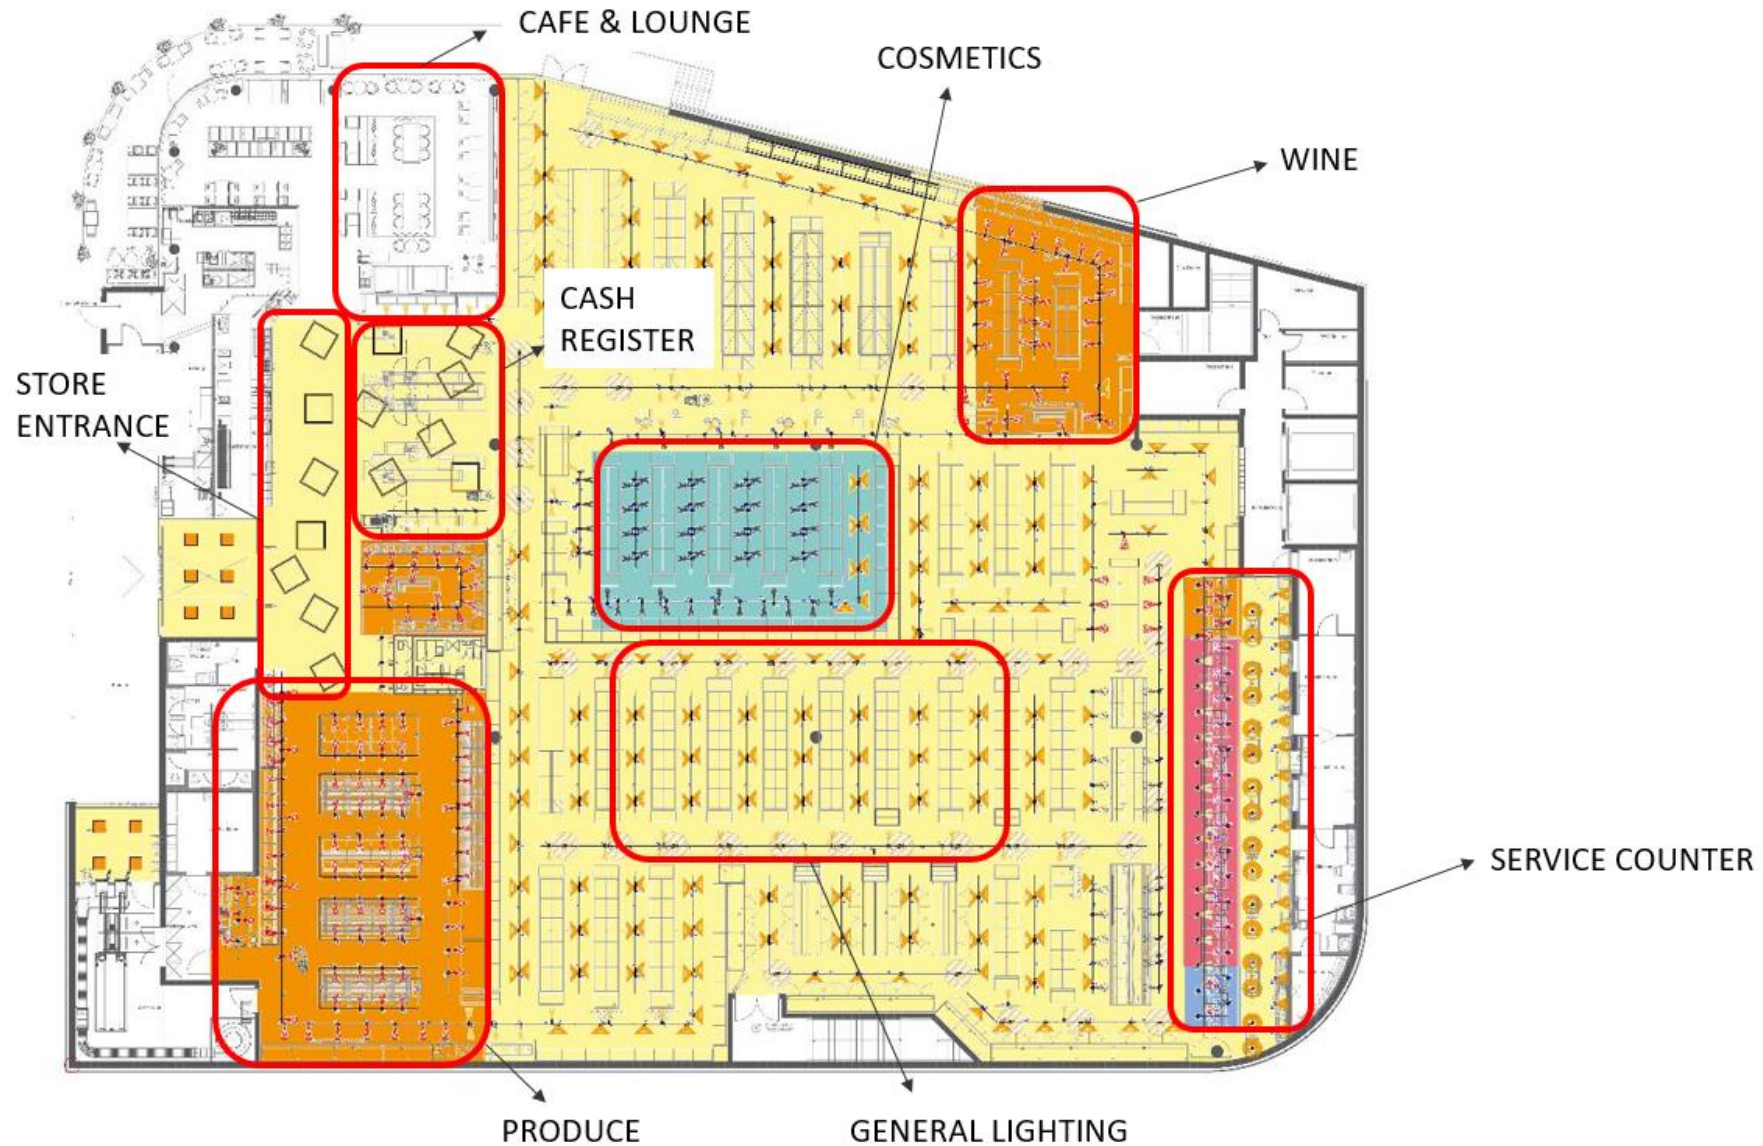 CAFE & LOUNGE
COSMETICS
WINE
CASH
REGISTER
STORE
ENTRANCE
SERVICE COUNTER
PRODUCE
GENERAL LIGHTING